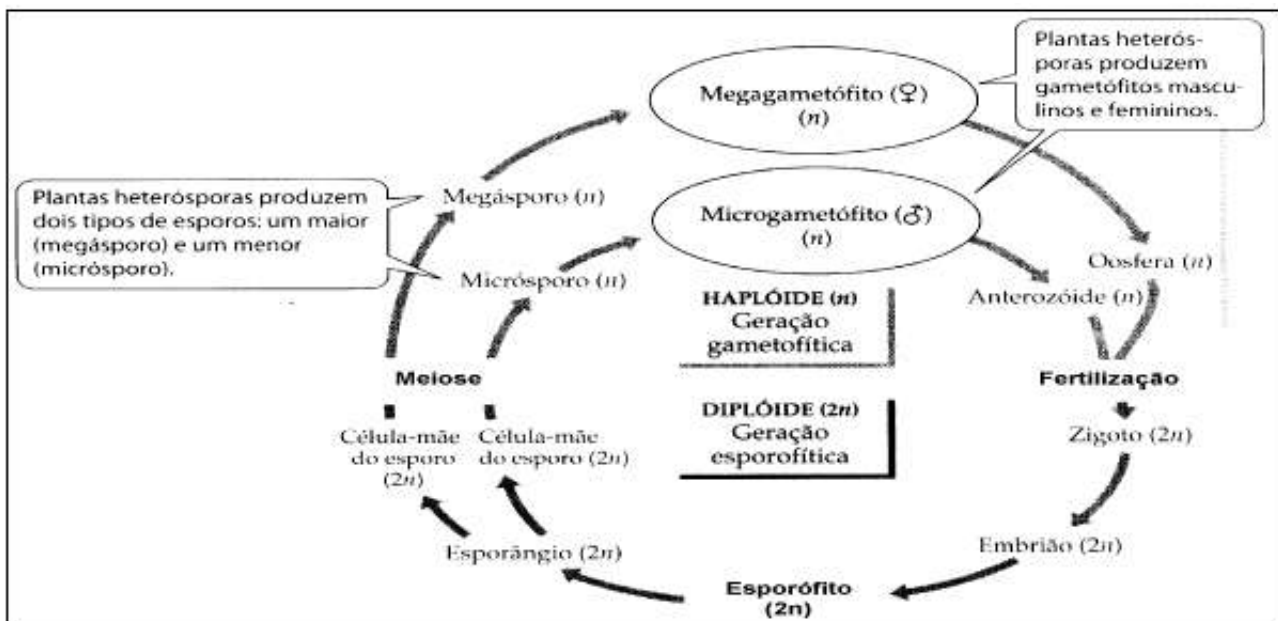 Plantas heterós-
poras produzem
gametófitos mascu-
linos e femininos.
Megagametófito (♀)
(n)
Plantas heterósporas produzem
dois tipos de esporos: um maior
(megásporo) e um menor
(micrósporo).
Megásporo (n)
Microgametófito (♂)
(n)
Micrósporo (n)
Oosfera (n)
Anterozóide (n)
HAPLÓIDE (n)
Geração
gametofítica
Meiose
Fertilização
DIPLÓIDE (2n)
Geração
esporofítica
Célula-mãe
do esporo
(2n)
Célula-mãe
do esporo (2n)
Zigoto (2n)
Esporângio (2n)
Embrião (2n)
Esporófito
(2n)